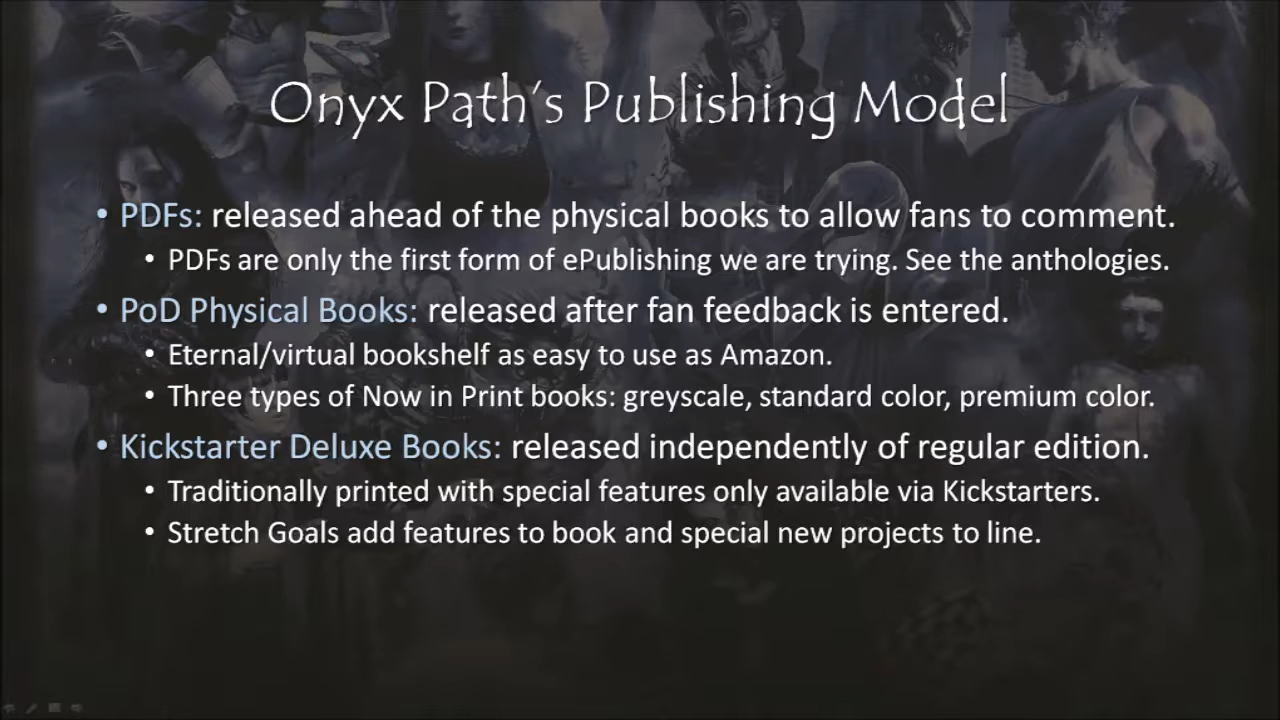 Onyx Path's Publishing Model
• PDFs: released ahead of the physical books to allow fans to comment.
• PDFs are only the first form of ePublishing we are trying. See the anthologies.
• PoD Physical Books: released after fan feedback is entered.
• Eternal/virtual bookshelf as easy to use as Amazon.
• Three types of Now in Print books: greyscale, standard color, premium color.
• Kickstarter Deluxe Books: released independently of regular edition.
• Traditionally printed with special features only available via Kickstarters.
• Stretch Goals add features to book and special new projects to line.